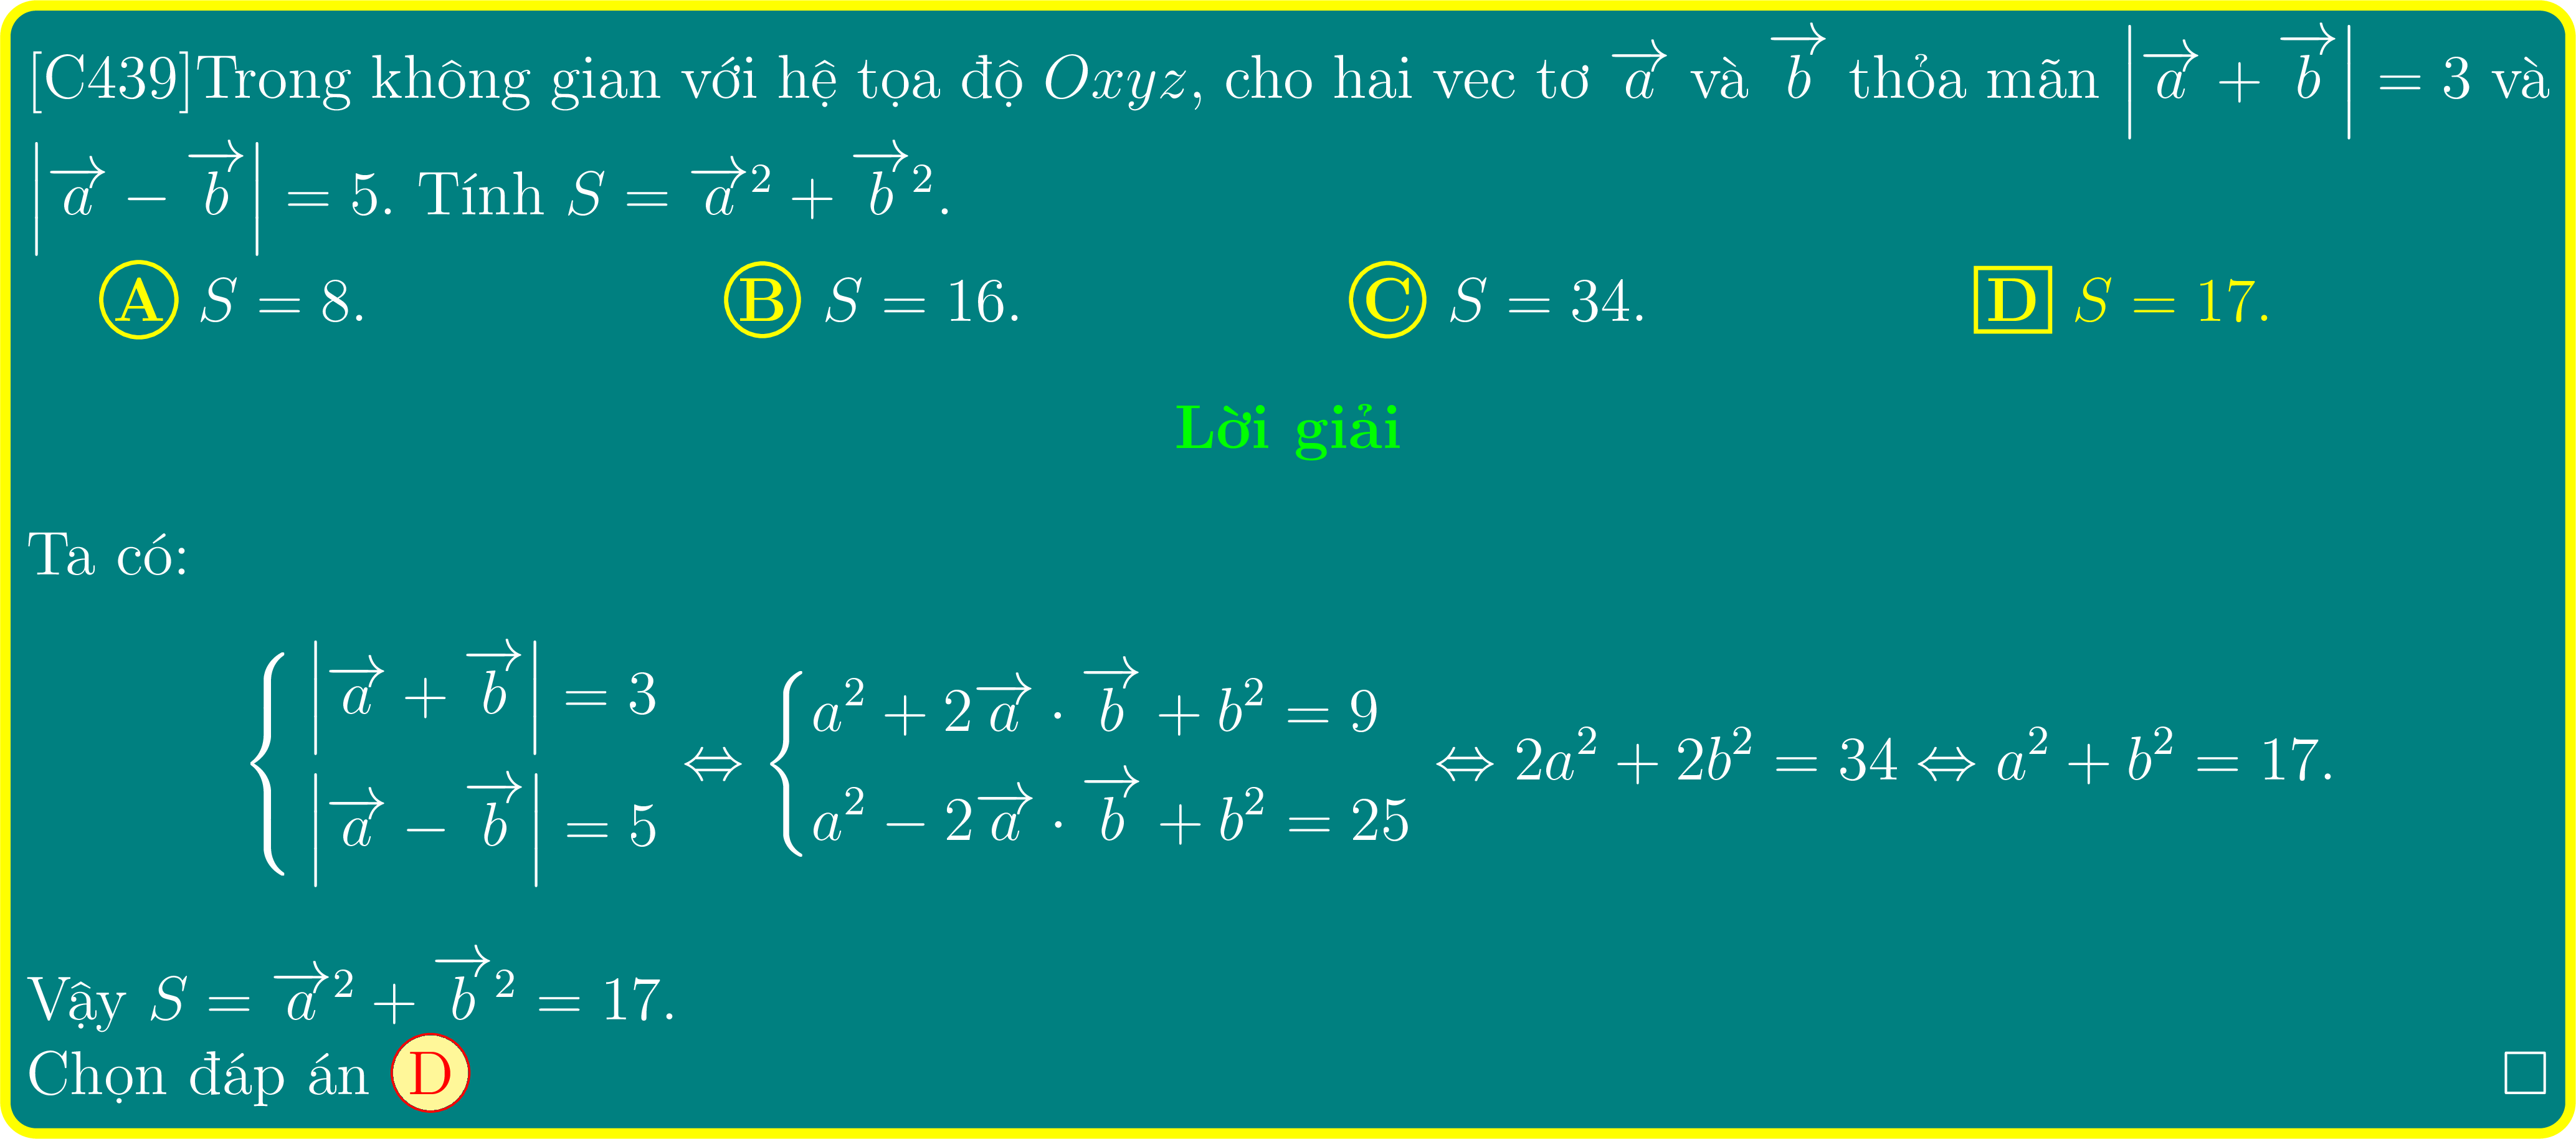 [C439]Trong không gian với hệ tọa độ Oxyz, cho hai vec tơ $\overrightarrow{a}$ và $\overrightarrow{b}$ thỏa mãn $\left|\overrightarrow{a}+\overrightarrow{b}\right|=3$ và
$\left|\overrightarrow{a}-\overrightarrow{b}\right|=5$. Tính $S=\overrightarrow{a}^2+\overrightarrow{b}^2$.
A S = 8. B S = 16. C S = 34. D S = 17.
Lời giải
Ta có:
$\begin{cases}\left|\overrightarrow{a}+\overrightarrow{b}\right|=3\\ \left|\overrightarrow{a}-\overrightarrow{b}\right|=5\end{cases}\Leftrightarrow\begin{cases}a^2+2\overrightarrow{a}\cdot\overrightarrow{b}+b^2=9\\ a^2-2\overrightarrow{a}\cdot\overrightarrow{b}+b^2=25\end{cases}\Leftrightarrow 2a^2+2b^2=34\Leftrightarrow a^2+b^2=17.$
Vậy $S=\overrightarrow{a}^2+\overrightarrow{b}^2=17$.
Chọn đáp án D □